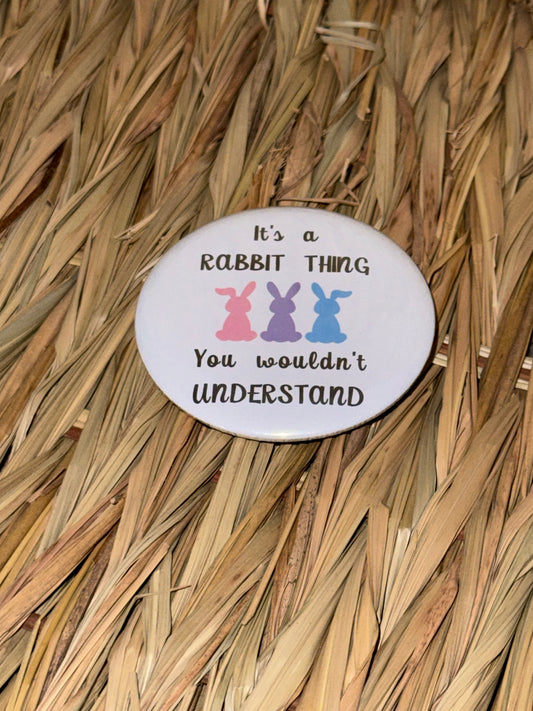 It's a
RABBIT THING
You wouldn't
UNDERSTAND